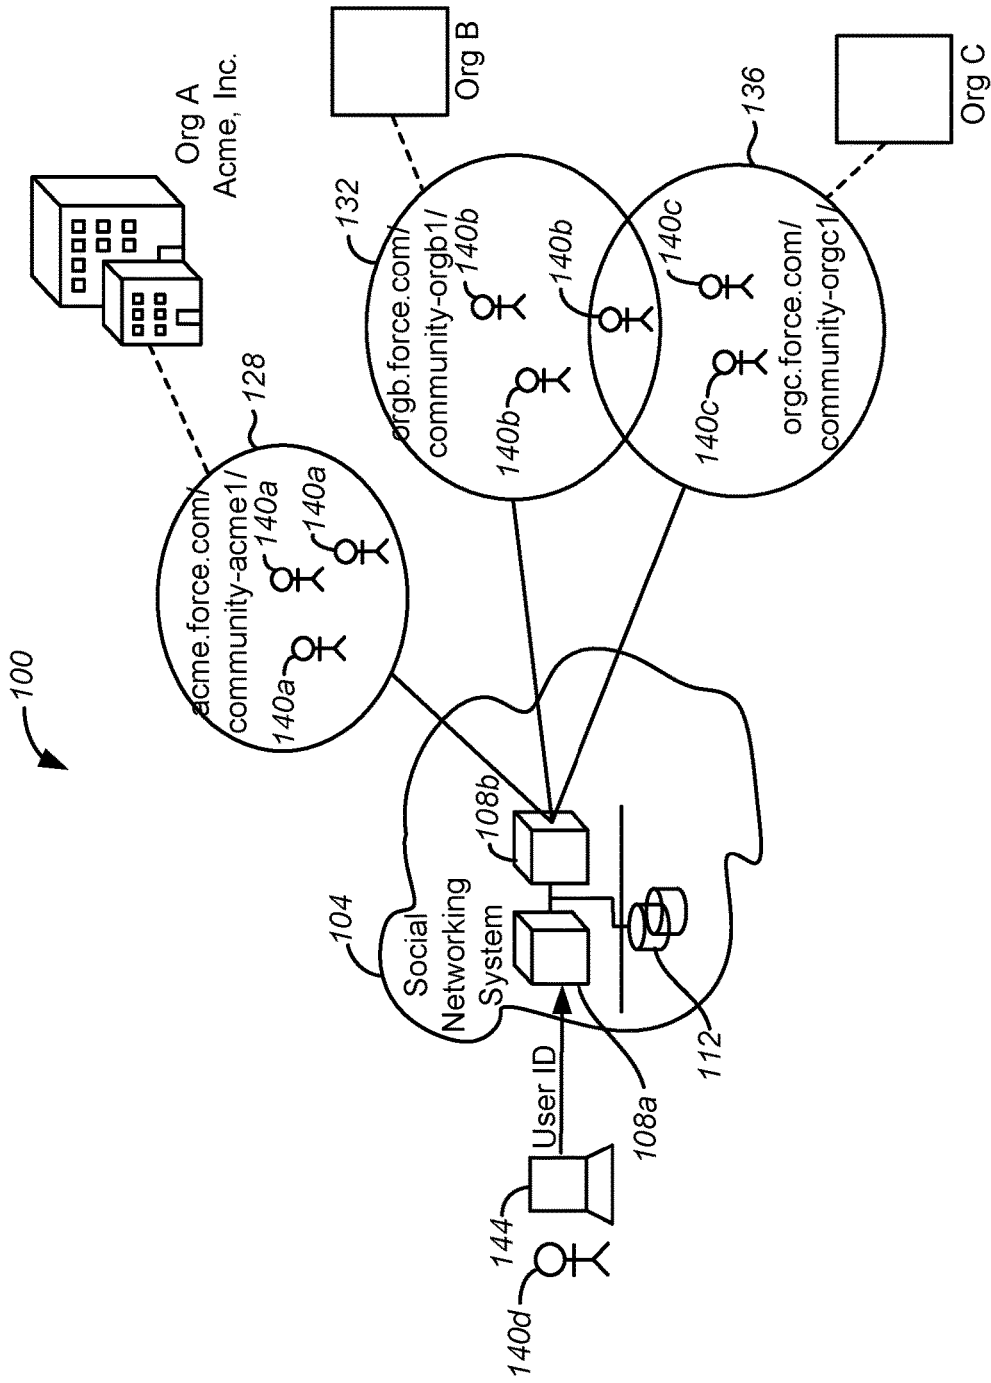 100
Org A
Acme, Inc.
128
acme.force.com/
community-acme1/
140a
140a
140a
Org B
132
orgb.force.com/
community-orgb1/
140b
140b
140b
Org C
136
140c
140c
orgc.force.com/
community-orgc1/
104
Social
Networking
System
108b
108a
112
User ID
144
140d